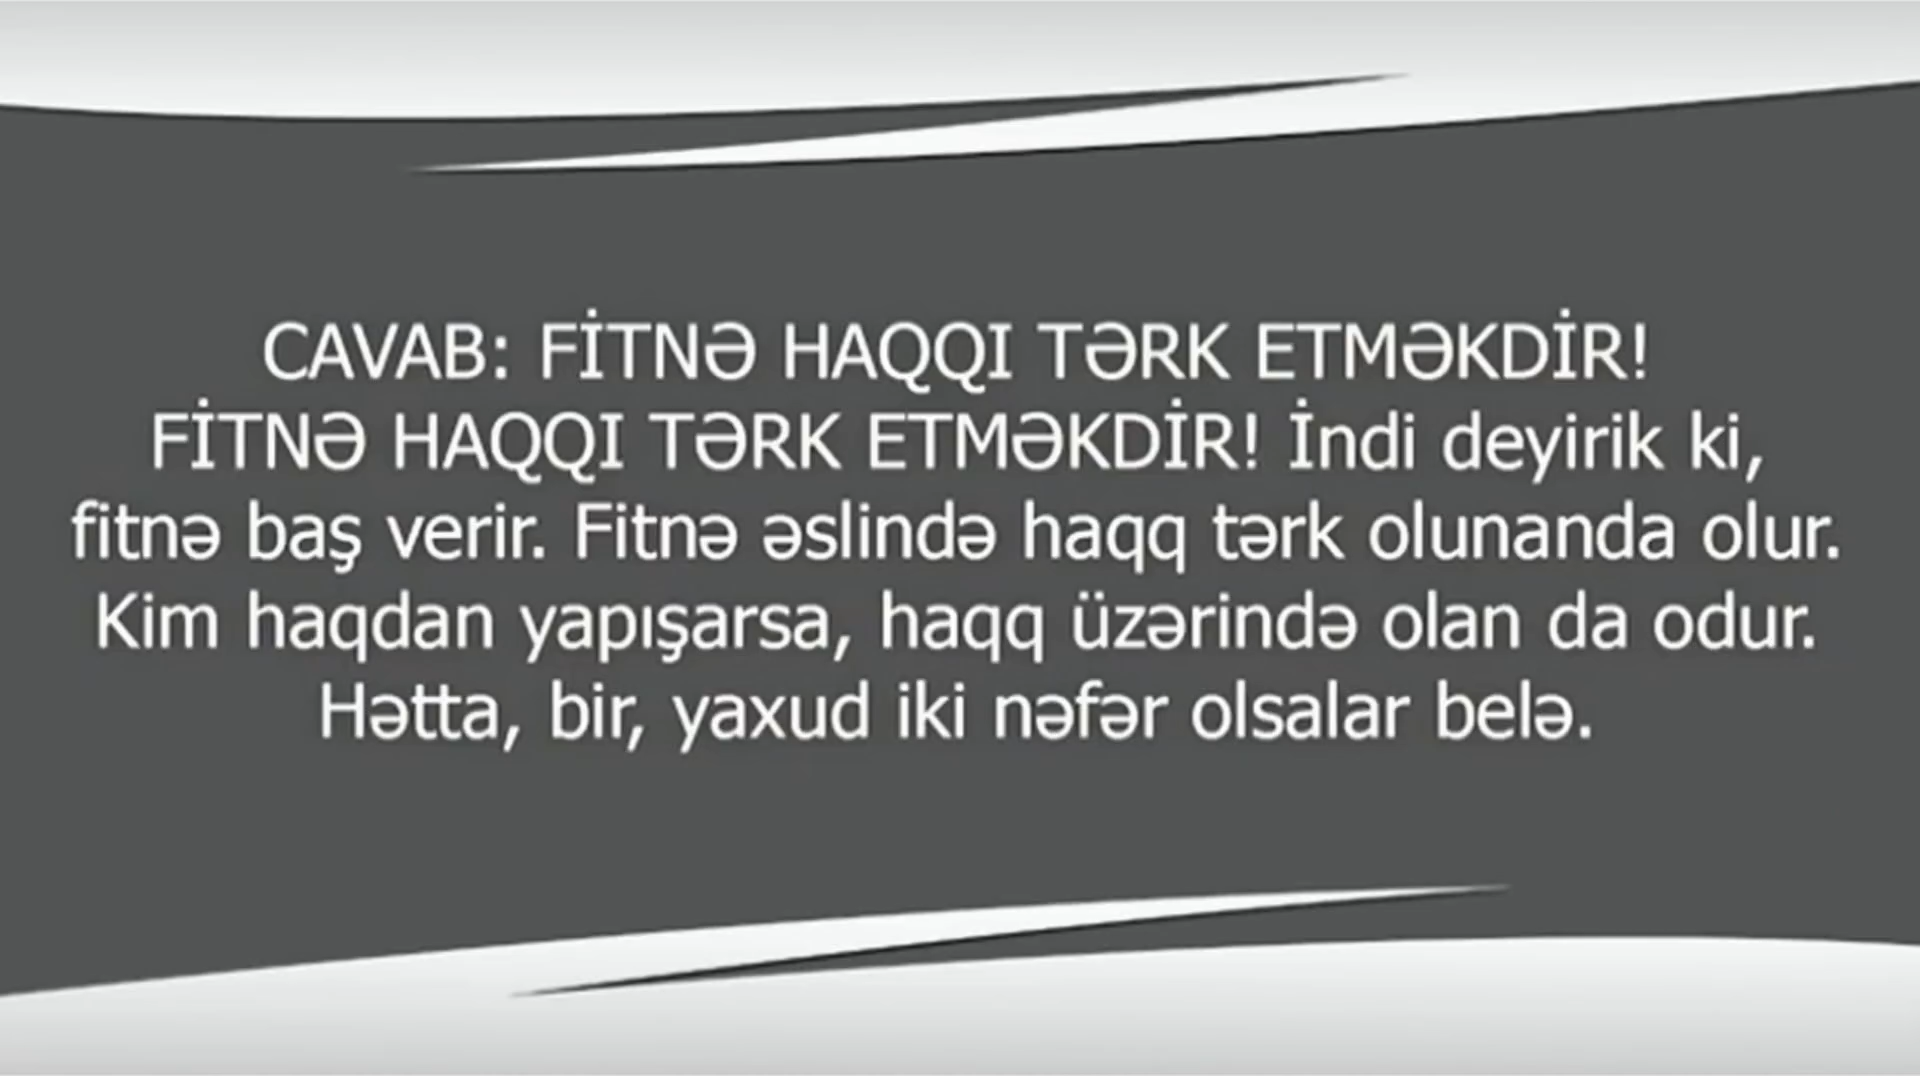 CAVAB: FİTNƏ HAQQI TƏRK ETMƏKDİR!
FİTNƏ HAQQI TƏRK ETMƏKDİR! İndi deyirik ki,
fitnə baş verir. Fitnə əslində haqq tərk olunanda olur.
Kim haqdan yapışarsa, haqq üzərində olan da odur.
Hətta, bir, yaxud iki nəfər olsalar belə.